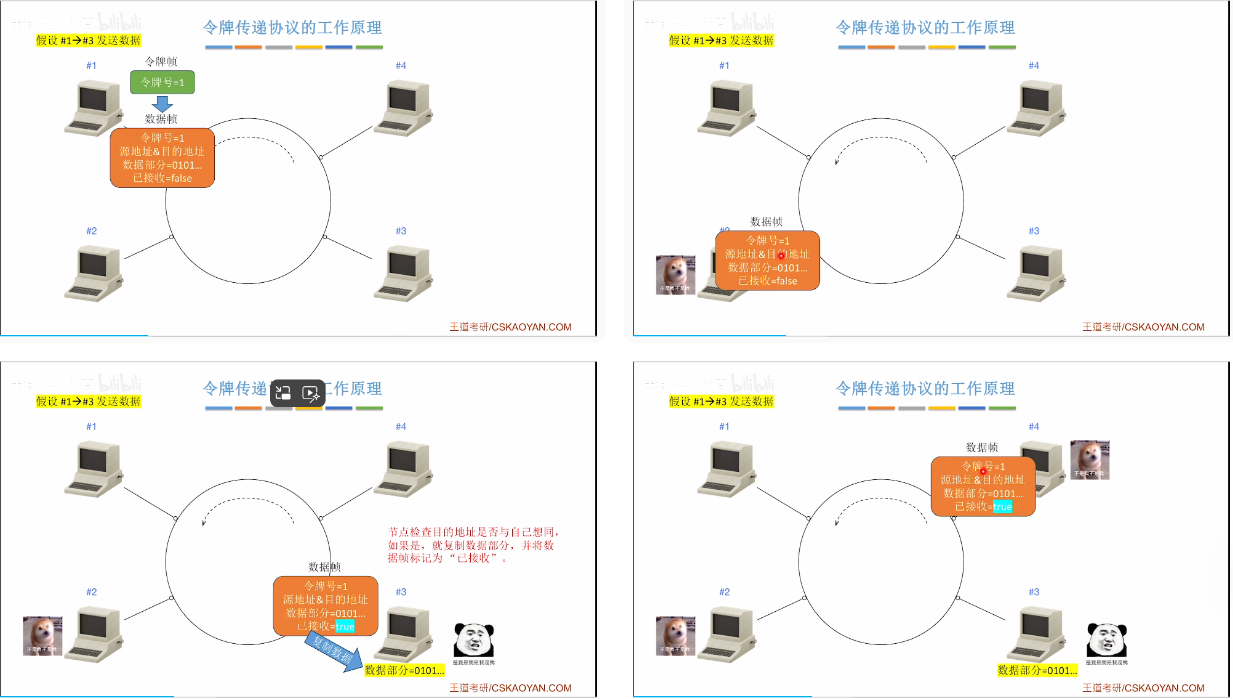 bilibili
令牌传递协议的工作原理
假设 #1→#3 发送数据
令牌帧
#1
#4
令牌号=1
数据帧
令牌号=1
源地址&目的地址
数据部分=0101...
已接收=false
#2
#3
王道考研/CSKAOYAN.COM
bilibili
令牌传递协议的工作原理
假设 #1→#3 发送数据
#1
#4
数据帧
#3
令牌号=1
源地址&目的地址
数据部分=0101...
已接收=false
王道考研/CSKAOYAN.COM
bilibili
令牌传递
工作原理
假设 #1→#3 发送数据
#1
#4
节点检查目的地址是否与自己想同，
如果是，就复制数据部分，并将数
据帧标记为“已接收”。
数据帧
令牌号=1
#2
#3
源地址&目的地址
数据部分=0101...
已接收=true
复制数据
数据部分=0101...
王道考研/CSKAOYAN.COM
bilibili
令牌传递协议的工作原理
假设 #1→#3 发送数据
#1
#4
数据帧
令牌号=1
源地址&目的地址
数据部分=0101...
已接收=true
#2
#3
数据部分=0101...
王道考研/CSKAOYAN.COM